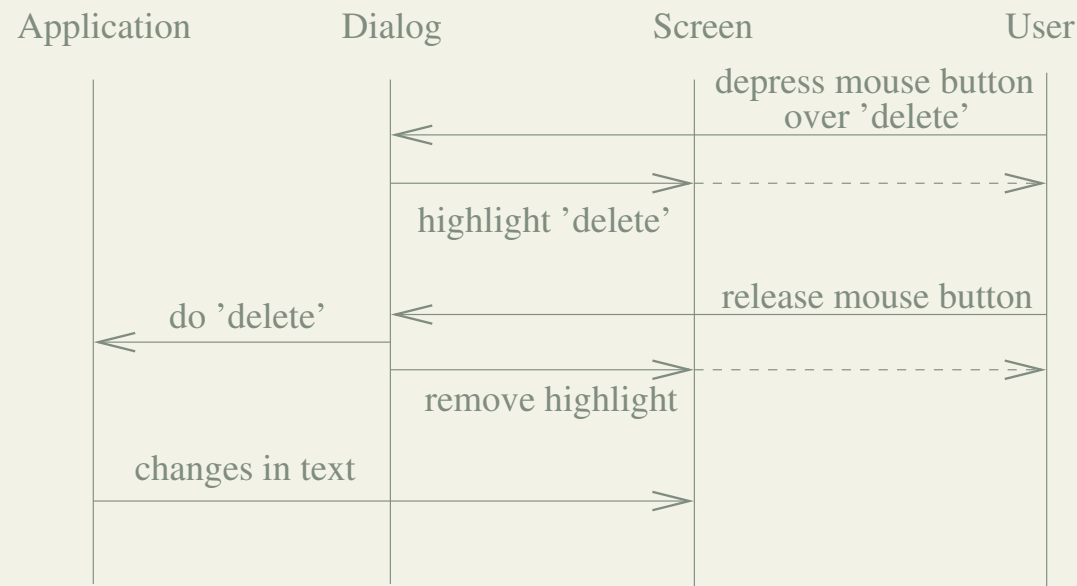 Application
Dialog
Screen
User
depress mouse button
over ’delete’
highlight ’delete’
release mouse button
do ’delete’
remove highlight
changes in text